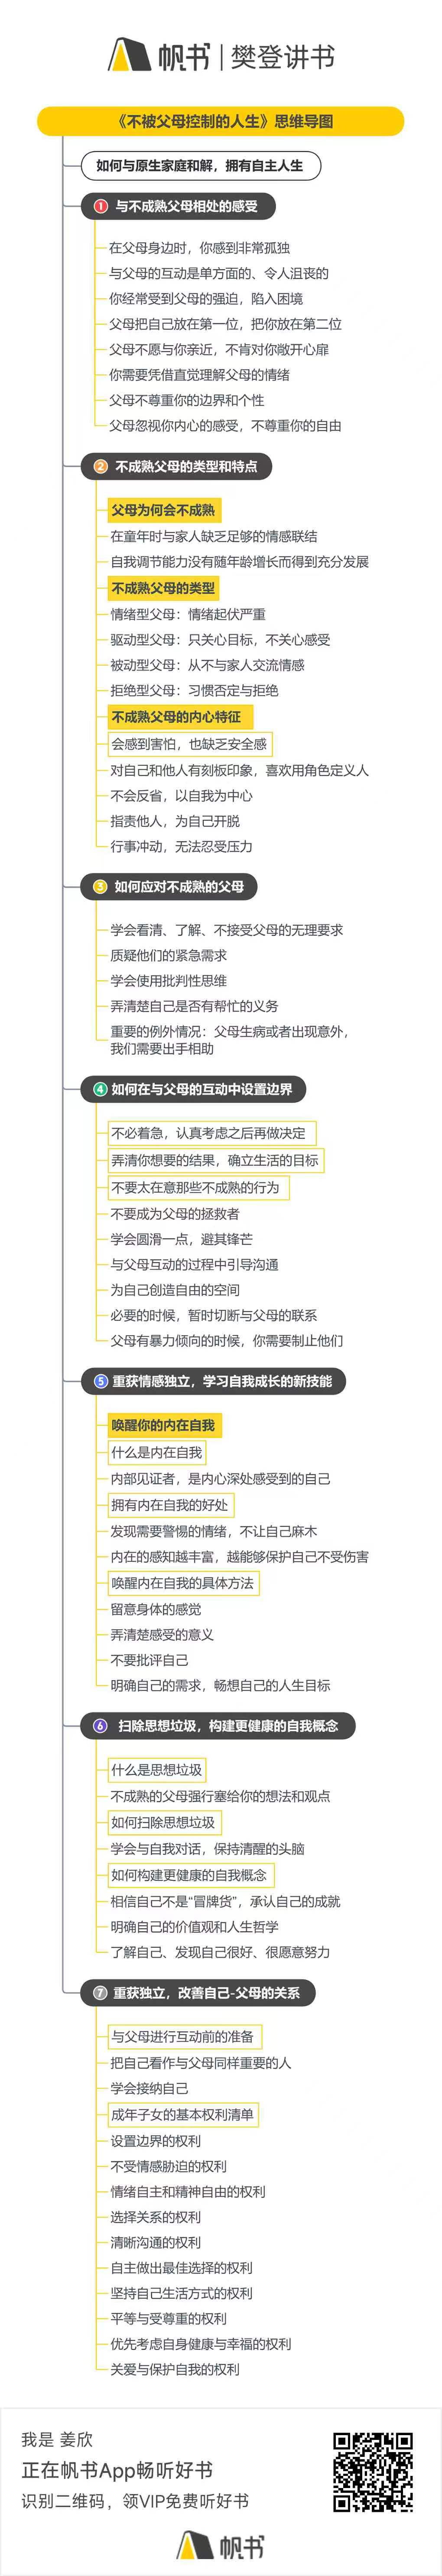 帆书 | 樊登讲书
《不被父母控制的人生》思维导图
如何与原生家庭和解，拥有自主人生
1 与不成熟父母相处的感受
在父母身边时，你感到非常孤独
与父母的互动是单方面的、令人沮丧的
你经常受到父母的强迫，陷入困境
父母把自己放在第一位，把你放在第二位
父母不愿与你亲近，不肯对你敞开心扉
你需要凭借直觉理解父母的情绪
父母不尊重你的边界和个性
父母忽视你内心的感受，不尊重你的自由
2 不成熟父母的类型和特点
父母为何会不成熟
在童年时与家人缺乏足够的情感联结
自我调节能力没有随年龄增长而得到充分发展
不成熟父母的类型
情绪型父母：情绪起伏严重
驱动型父母：只关心目标，不关心感受
被动型父母：从不与家人交流情感
拒绝型父母：习惯否定与拒绝
不成熟父母的内心特征
会感到害怕，也缺乏安全感
对自己和他人有刻板印象，喜欢用角色定义人
不会反省，以自我为中心
指责他人，为自己开脱
行事冲动，无法忍受压力
3 如何应对不成熟的父母
学会看清、了解、不接受父母的无理要求
质疑他们的紧急需求
学会使用批判性思维
弄清楚自己是否有帮忙的义务
重要的例外情况：父母生病或者出现意外，
我们需要出手相助
4 如何在与父母的互动中设置边界
不必着急，认真考虑之后再做决定
弄清你想要的结果，确立生活的目标
不要太在意那些不成熟的行为
不要成为父母的拯救者
学会圆滑一点，避其锋芒
与父母互动的过程中引导沟通
为自己创造自由的空间
必要的时候，暂时切断与父母的联系
父母有暴力倾向的时候，你需要制止他们
5 重获情感独立，学习自我成长的新技能
唤醒你的内在自我
什么是内在自我
内部见证者，是内心深处感受到的自己
拥有内在自我的好处
发现需要警惕的情绪，不让自己麻木
内在的感知越丰富，越能够保护自己不受伤害
唤醒内在自我的具体方法
留意身体的感觉
弄清楚感受的意义
不要批评自己
明确自己的需求，畅想自己的人生目标
6 扫除思想垃圾，构建更健康的自我概念
什么是思想垃圾
不成熟的父母强行塞给你的想法和观点
如何扫除思想垃圾
学会与自我对话，保持清醒的头脑
如何构建更健康的自我概念
相信自己不是“冒牌货”，承认自己的成就
明确自己的价值观和人生哲学
了解自己、发现自己很好、很愿意努力
7 重获独立，改善自己-父母的关系
与父母进行互动前的准备
把自己看作与父母同样重要的人
学会接纳自己
成年子女的基本权利清单
设置边界的权利
不受情感胁迫的权利
情绪自主和精神自由的权利
选择关系的权利
清晰沟通的权利
自主做出最佳选择的权利
坚持自己生活方式的权利
平等与受尊重的权利
优先考虑自身健康与幸福的权利
关爱与保护自我的权利
我是 姜欣
正在帆书App畅听好书
识别二维码，领VIP免费听好书
帆书